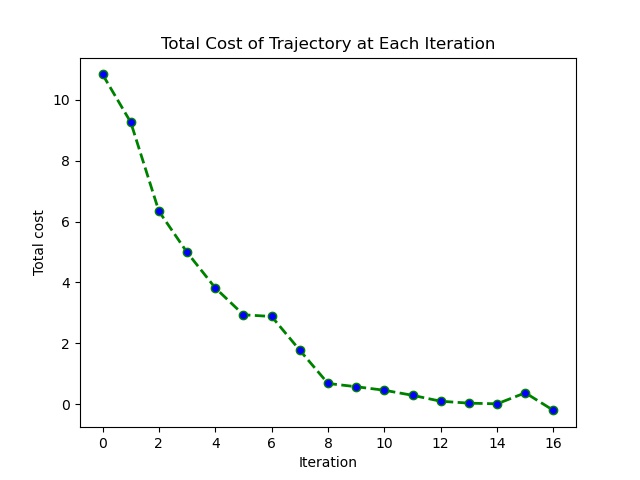 Total Cost of Trajectory at Each Iteration
10
8
6
4
2
0
Total cost
0 2 4 6 8 10 12 14 16
Iteration